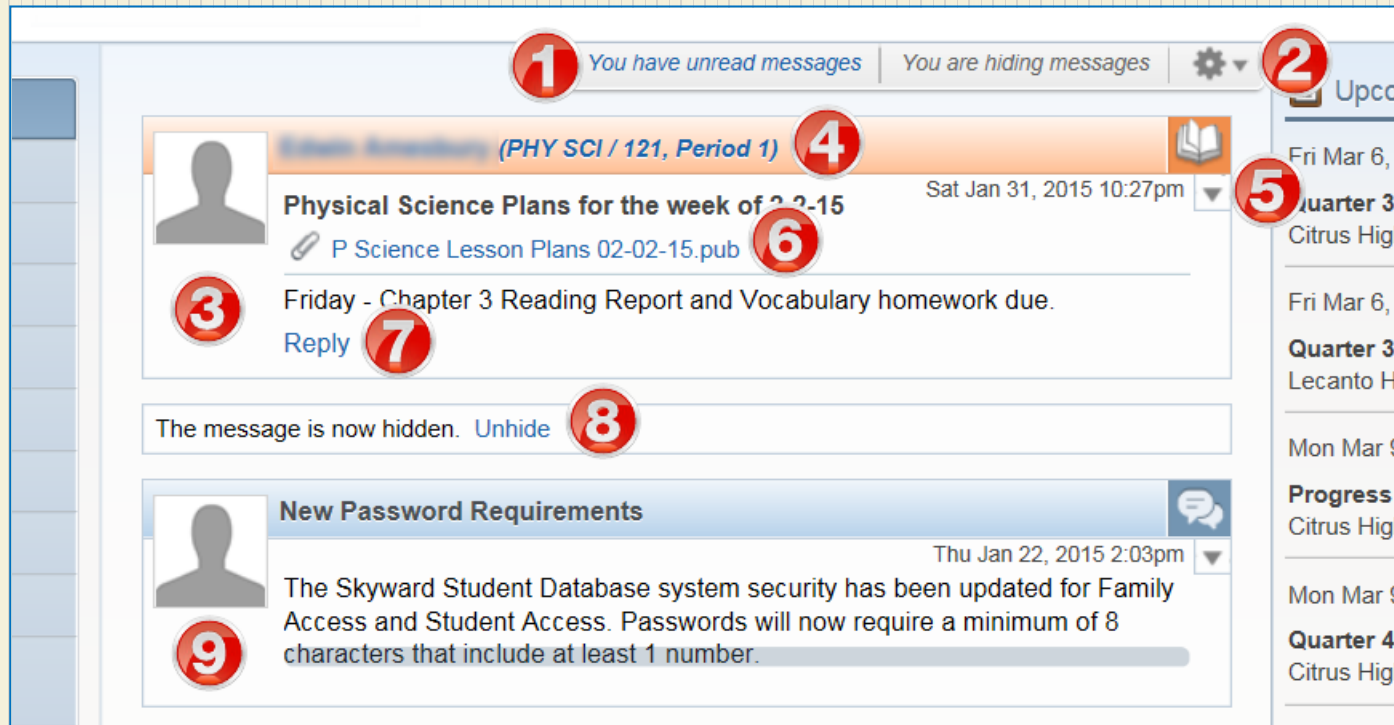 1 You have unread messages You are hiding messages 2
(PHY SCI / 121, Period 1) 4
Sat Jan 31, 2015 10:27pm 5
Physical Science Plans for the week of 2-2-15
P Science Lesson Plans 02-02-15.pub 6
3 Friday - Chapter 3 Reading Report and Vocabulary homework due.
Reply 7
The message is now hidden. Unhide 8
New Password Requirements
Thu Jan 22, 2015 2:03pm
The Skyward Student Database system security has been updated for Family
Access and Student Access. Passwords will now require a minimum of 8
9 characters that include at least 1 number.
Upco
Fri Mar 6,
Quarter 3
Citrus Hig
Fri Mar 6,
Quarter 3
Lecanto H
Mon Mar 9
Progress
Citrus Hig
Mon Mar 9
Quarter 4
Citrus Hig